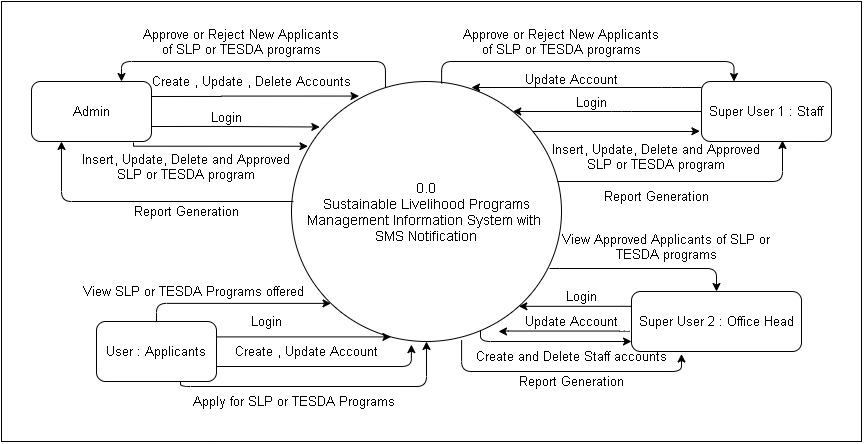 Approve or Reject New Applicants
of SLP or TESDA programs
Create , Update , Delete Accounts
Admin
Login
Insert, Update, Delete and Approved
SLP or TESDA program
Report Generation
Approve or Reject New Applicants
of SLP or TESDA programs
Update Account
Login
Super User 1 : Staff
Insert, Update, Delete and Approved
SLP or TESDA program
Report Generation
0.0
Sustainable Livelihood Programs
Management Information System with
SMS Notification
View SLP or TESDA Programs offered
Login
User : Applicants
Create , Update Account
Apply for SLP or TESDA Programs
View Approved Applicants of SLP or
TESDA programs
Login
Update Account
Super User 2 : Office Head
Create and Delete Staff accounts
Report Generation